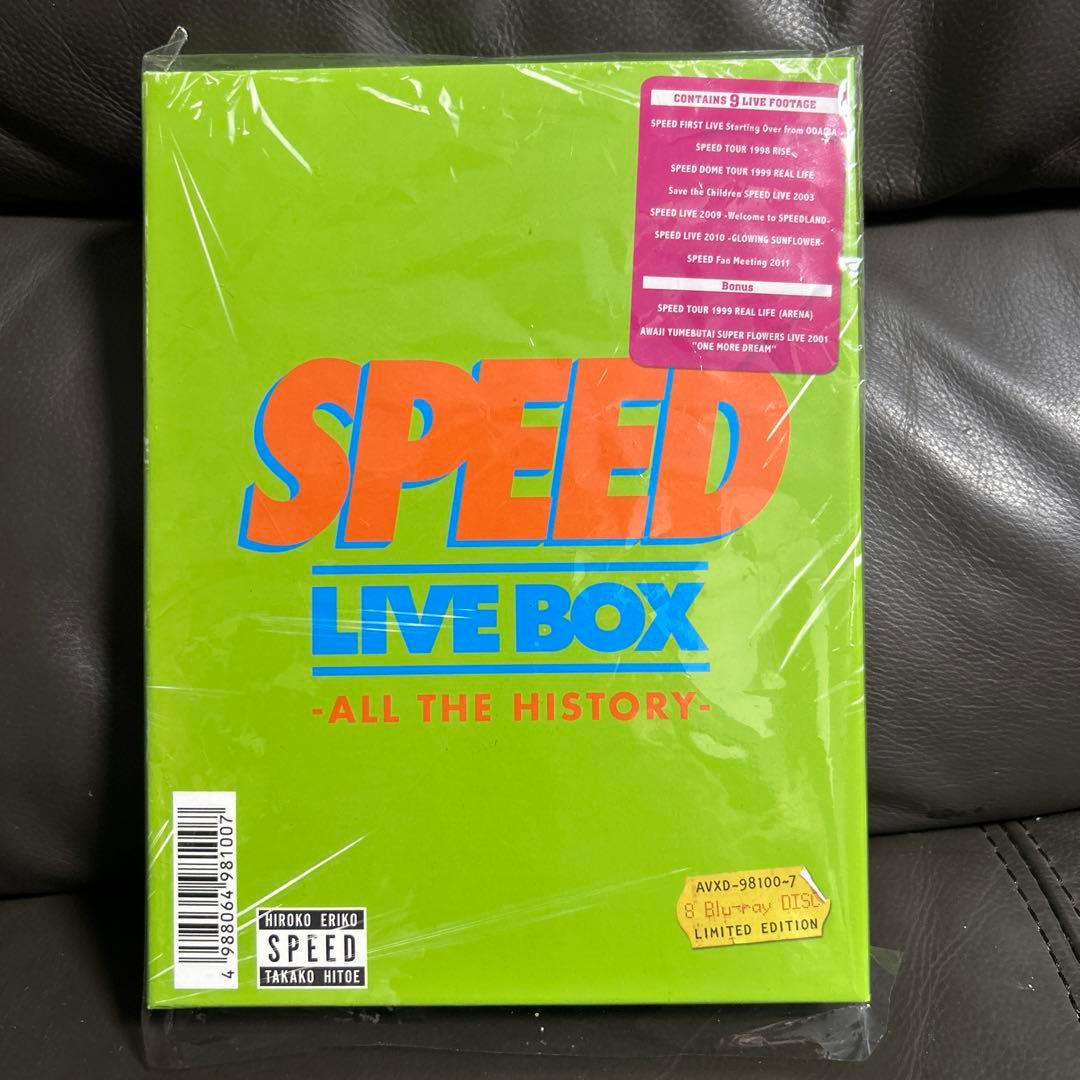 CONTAINS 9 LIVE FOOTAGE
SPEED FIRST LIVE Starting Over from ODAIBA
SPEED TOUR 1998 RISE
SPEED DOME TOUR 1999 REAL LIFE
Save the Children SPEED LIVE 2003
SPEED LIVE 2009 -Welcome to SPEEDLAND-
SPEED LIVE 2010 -GLOWING SUNFLOWER-
SPEED Fan Meeting 2011
Bonus
SPEED TOUR 1999 REAL LIFE (ARENA)
AWAJI YUMEBUTAI SUPER FLOWERS LIVE 2001
"ONE MORE DREAM"
SPEED
LIVE BOX
-ALL THE HISTORY-
4 988064 981007
HIROKO ERIKO
SPEED
TAKAKO HITOE
AVXD-98100~7
8 Blu-ray DISC
LIMITED EDITION